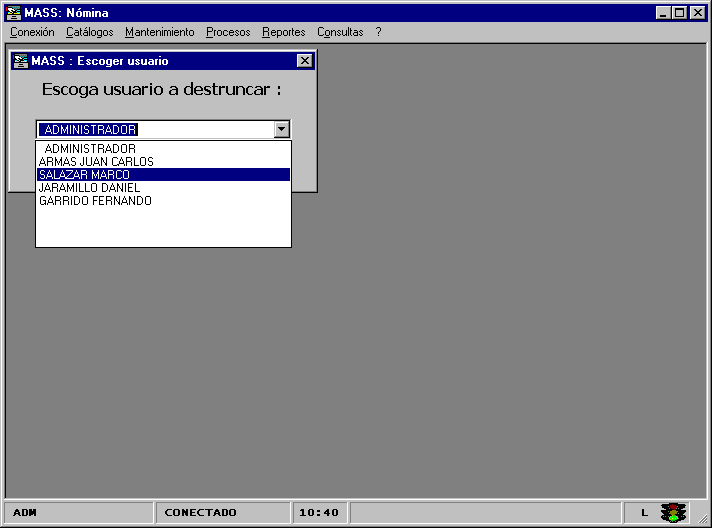 MASS: Nómina
Conexión Catálogos Mantenimiento Procesos Reportes Consultas ?
MASS : Escoger usuario
Escoga usuario a destruncar :
ADMINISTRADOR
ADMINISTRADOR
ARMAS JUAN CARLOS
SALAZAR MARCO
JARAMILLO DANIEL
GARRIDO FERNANDO
ADM CONECTADO 10:40 L